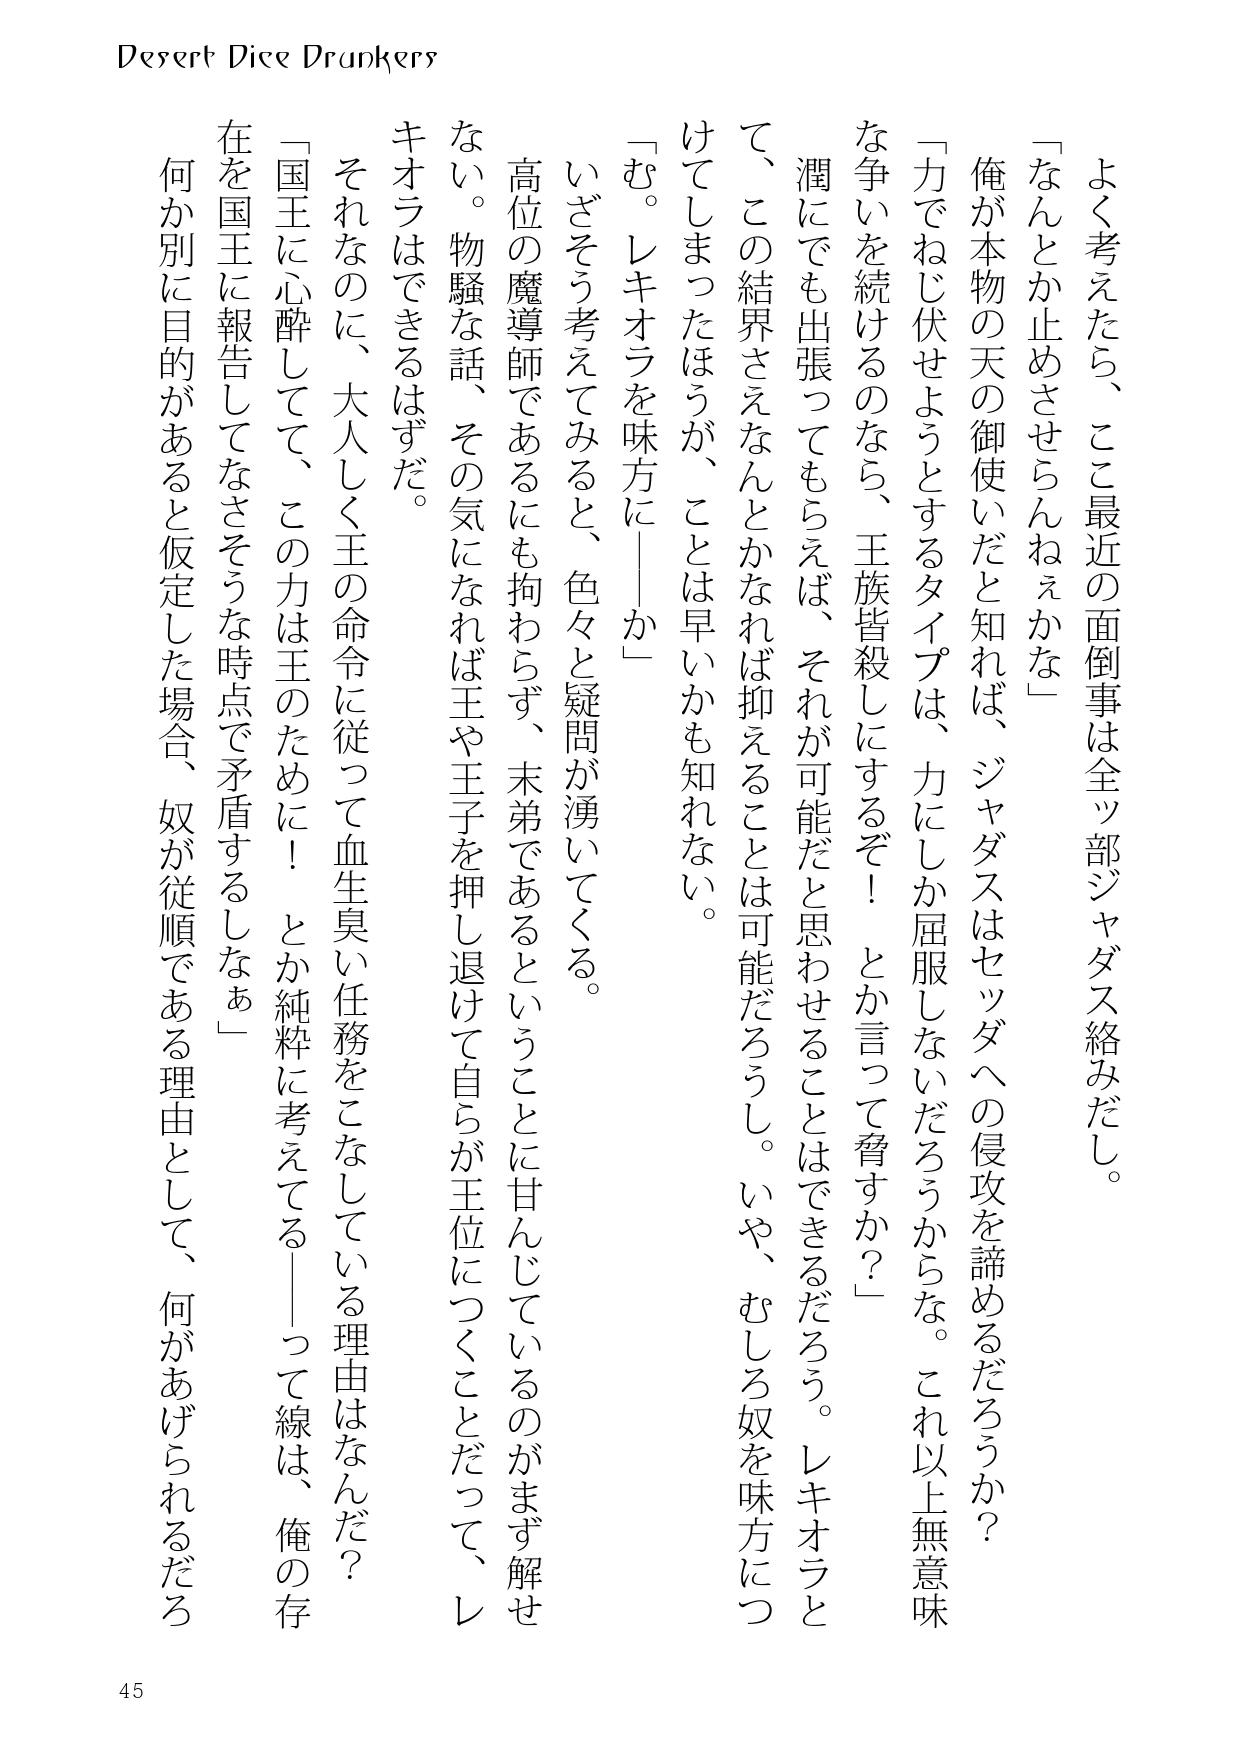 Desert Dice Drunkers
よく考えたら、ここ最近の面倒事は全ッ部ジャダス絡みだし。
「なんとか止めさせらんねぇかな」
俺が本物の天の御使いだと知れば、ジャダスはセッダへの侵攻を諦めるだろうか？
「力でねじ伏せようとするタイプは、力にしか屈服しないだろうからな。これ以上無意味
な争いを続けるのなら、王族皆殺しにするぞ！　とか言って脅すか？」
潤にでも出張ってもらえば、それが可能だと思わせることはできるだろう。レキオラと
て、この結界さえなんとかなれば抑えることは可能だろうし。いや、むしろ奴を味方につ
けてしまったほうが、ことは早いかも知れない。
「む。レキオラを味方に――か」
いざそう考えてみると、色々と疑問が湧いてくる。
高位の魔導師であるにも拘わらず、末弟であるということに甘んじているのがまず解せ
ない。物騒な話、その気になれば王や王子を押し退けて自らが王位につくことだって、レ
キオラはできるはずだ。
それなのに、大人しく王の命令に従って血生臭い任務をこなしている理由はなんだ？
「国王に心酔してて、この力は王のために！　とか純粋に考えてる――って線は、俺の存
在を国王に報告してなさそうな時点で矛盾するしなぁ」
何か別に目的があると仮定した場合、奴が従順である理由として、何があげられるだろ
45